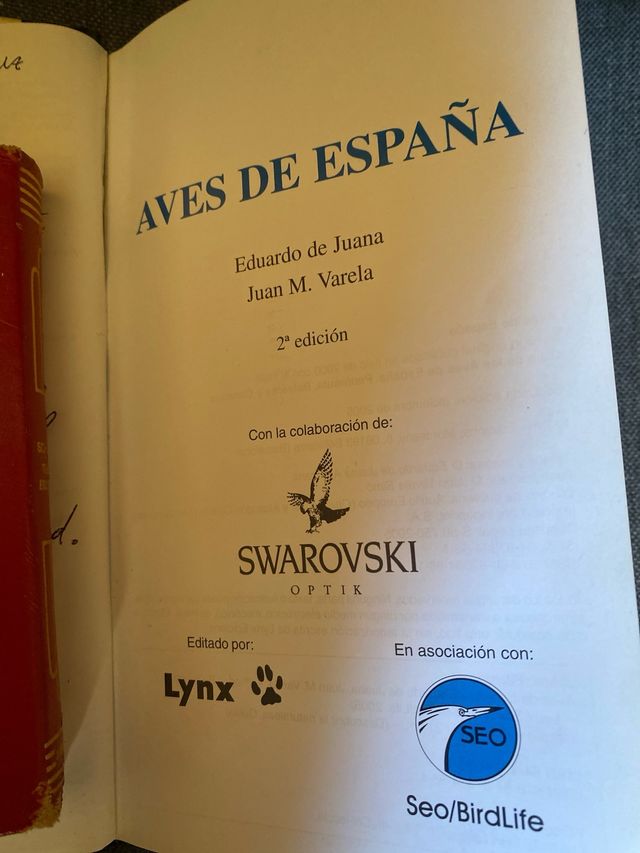 AVES DE ESPAÑA
Eduardo de Juana
Juan M. Varela
2ª edición
Con la colaboración de:
SWAROVSKI
OPTIK
Editado por:
Lynx
En asociación con:
SEO
Seo/BirdLife
d.